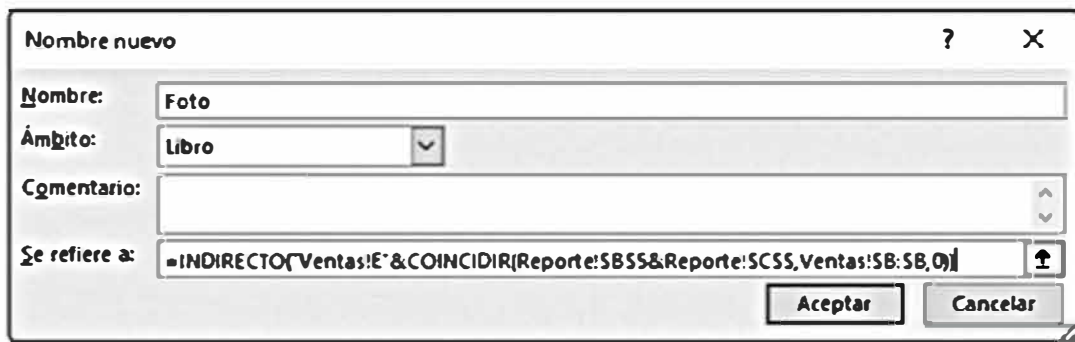 Nombre nuevo ? X
Nombre: Foto
Ámbito: Libro
Comentario:
Se refiere a: =INDIRECTO("Ventas!E"&COINCIDIR(Reporte!$B$5&Reporte!$C$5,Ventas!$B:$B,0))
Aceptar Cancelar